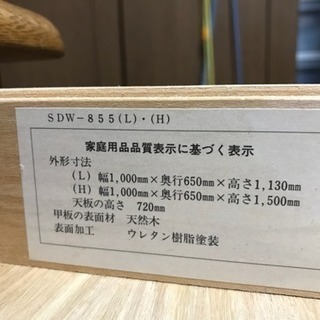 SDW-855(L)・(H)
家庭用品品質表示に基づく表示
外形寸法
(L) 幅1,000mm×奥行650mm×高さ1,130mm
(H) 幅1,000mm×奥行650mm×高さ1,500mm
天板の高さ 720mm
甲板の表面材 天然木
表面加工 ウレタン樹脂塗装